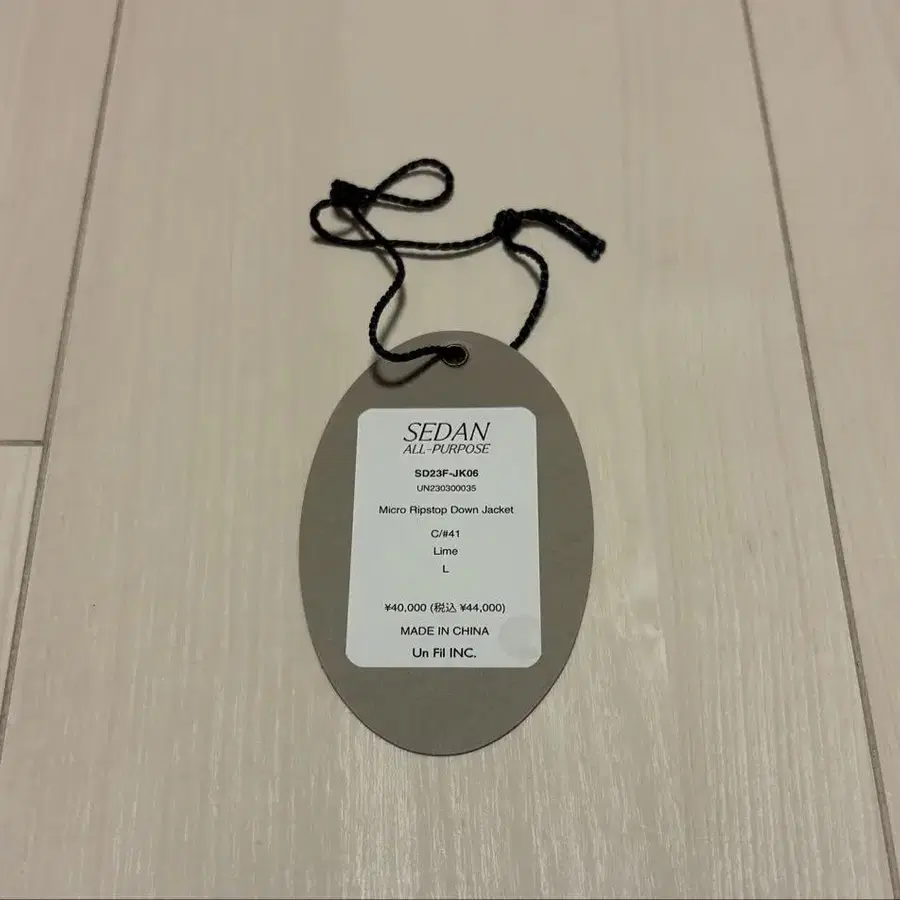 SEDAN
ALL-PURPOSE
SD23F-JK06
UN230300035
Micro Ripstop Down Jacket
C/#41
Lime
L
¥40,000 (税込 ¥44,000)
MADE IN CHINA
Un Fil INC.